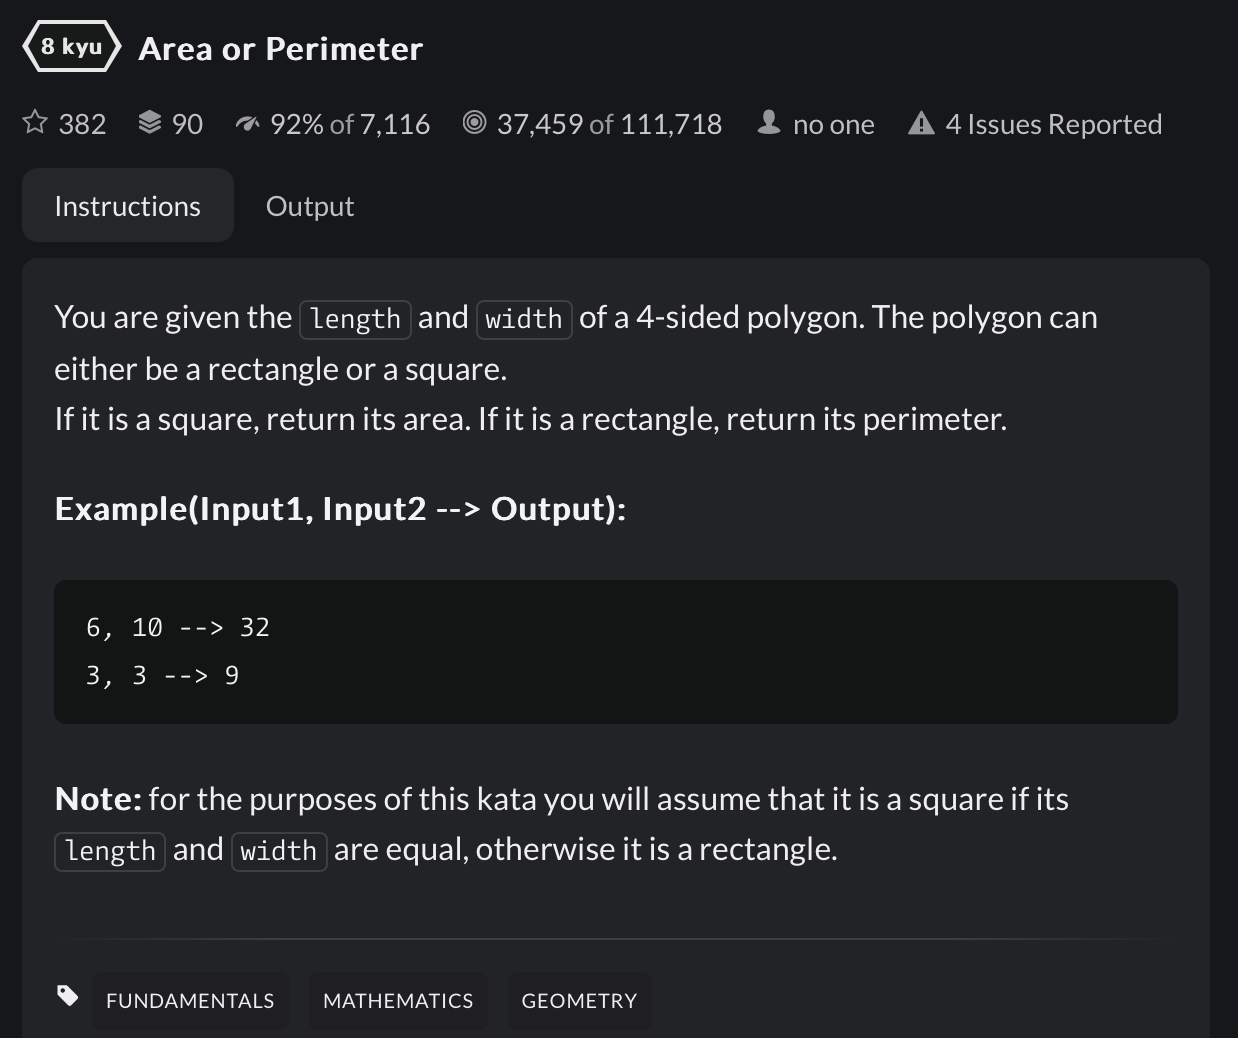 8 kyu Area or Perimeter
382 90 92% of 7,116 37,459 of 111,718 no one 4 Issues Reported
Instructions Output
You are given the length and width of a 4-sided polygon. The polygon can
either be a rectangle or a square.
If it is a square, return its area. If it is a rectangle, return its perimeter.
Example(Input1, Input2 --> Output):
6, 10 --> 32
3, 3 --> 9
Note: for the purposes of this kata you will assume that it is a square if its
length and width are equal, otherwise it is a rectangle.
FUNDAMENTALS MATHEMATICS GEOMETRY